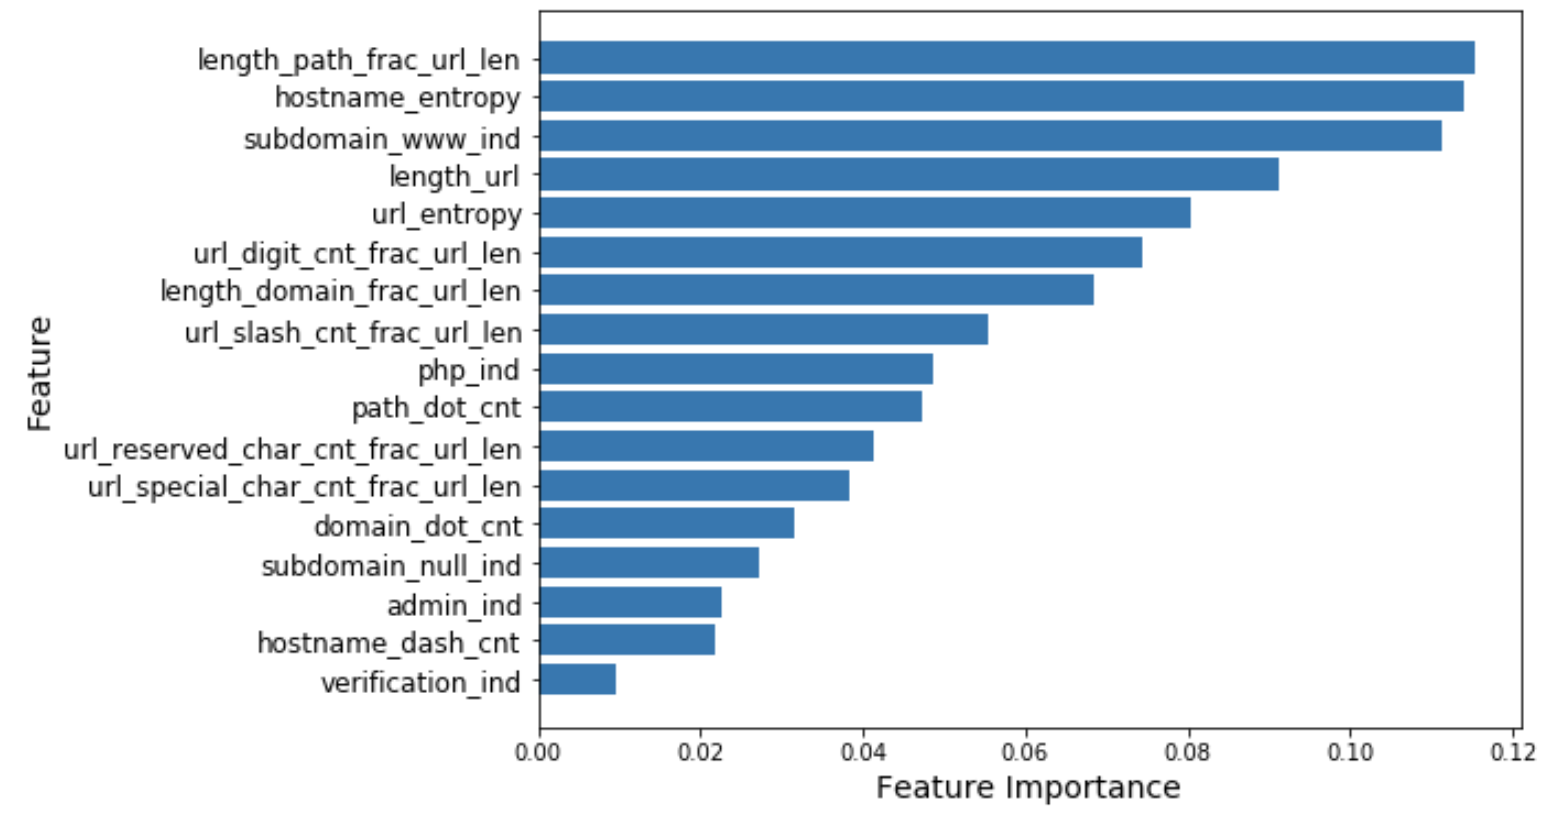 length_path_frac_url_len
hostname_entropy
subdomain_www_ind
length_url
url_entropy
url_digit_cnt_frac_url_len
length_domain_frac_url_len
url_slash_cnt_frac_url_len
php_ind
path_dot_cnt
url_reserved_char_cnt_frac_url_len
url_special_char_cnt_frac_url_len
domain_dot_cnt
subdomain_null_ind
admin_ind
hostname_dash_cnt
verification_ind
Feature
0.00 0.02 0.04 0.06 0.08 0.10 0.12
Feature Importance